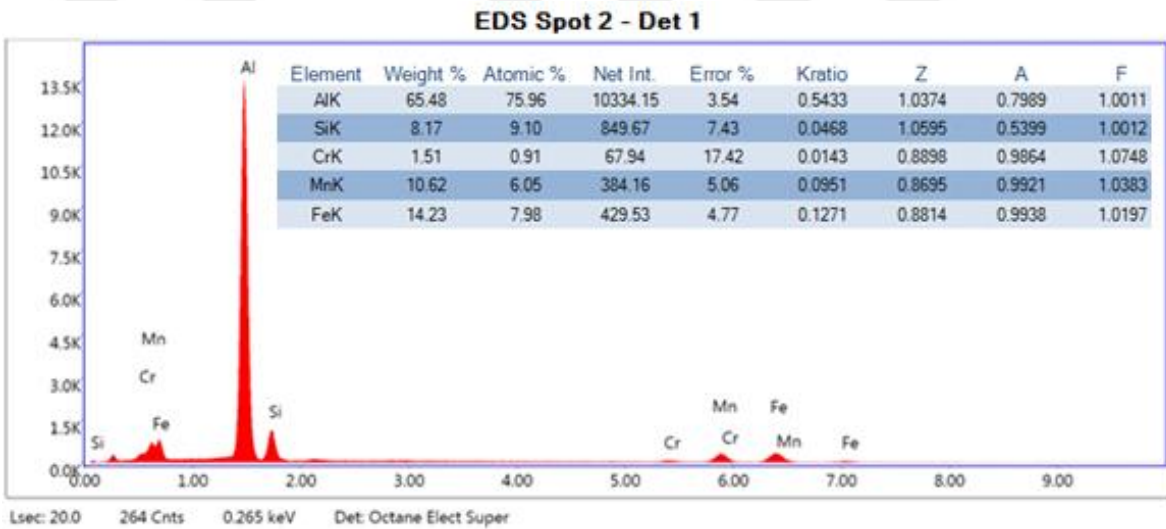 EDS Spot 2 - Det 1
Element Weight % Atomic % Net Int. Error % Kratio Z A F
AlK 65.48 75.96 10334.15 3.54 0.5433 1.0374 0.7989 1.0011
SiK 8.17 9.10 849.67 7.43 0.0468 1.0595 0.5399 1.0012
CrK 1.51 0.91 67.94 17.42 0.0143 0.8898 0.9864 1.0748
MnK 10.62 6.05 384.16 5.06 0.0951 0.8695 0.9921 1.0383
FeK 14.23 7.98 429.53 4.77 0.1271 0.8814 0.9938 1.0197
13.5K
12.0K
10.5K
9.0K
7.5K
6.0K
4.5K
3.0K
1.5K
0.0K
Al
Mn
Cr
Fe
Si
Si
Mn Fe
Cr Cr Mn Fe
0.00 1.00 2.00 3.00 4.00 5.00 6.00 7.00 8.00 9.00
Lsec: 20.0 264 Cnts 0.265 keV Det: Octane Elect Super